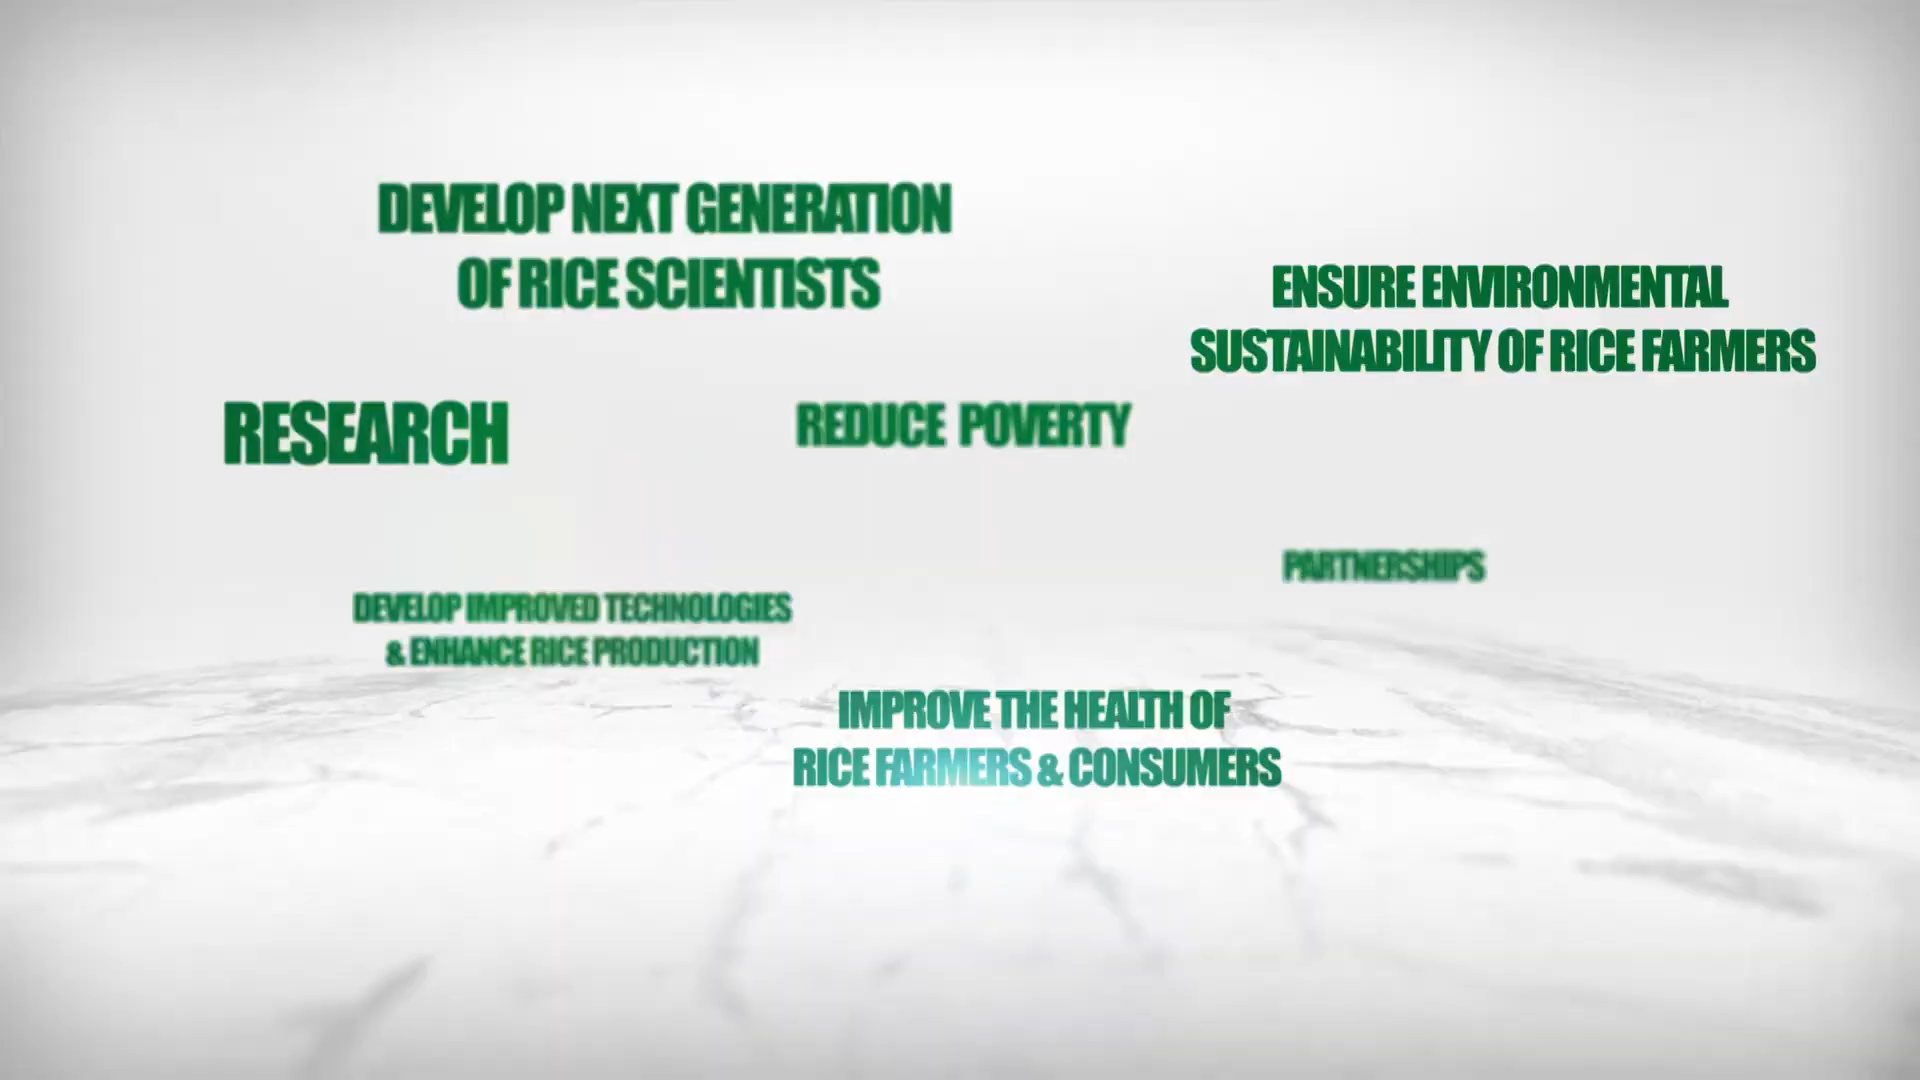 DEVELOP NEXT GENERATION
OF RICE SCIENTISTS
ENSURE ENVIRONMENTAL
SUSTAINABILITY OF RICE FARMERS
RESEARCH
REDUCE POVERTY
PARTNERSHIPS
DEVELOP IMPROVED TECHNOLOGIES
& ENHANCE RICE PRODUCTION
IMPROVE THE HEALTH OF
RICE FARMERS & CONSUMERS